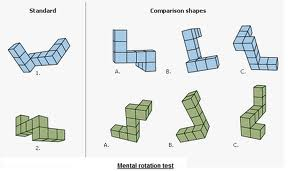 Standard
Comparison shapes
1.
A.
B.
C.
2.
A.
B.
C.
Mental rotation test